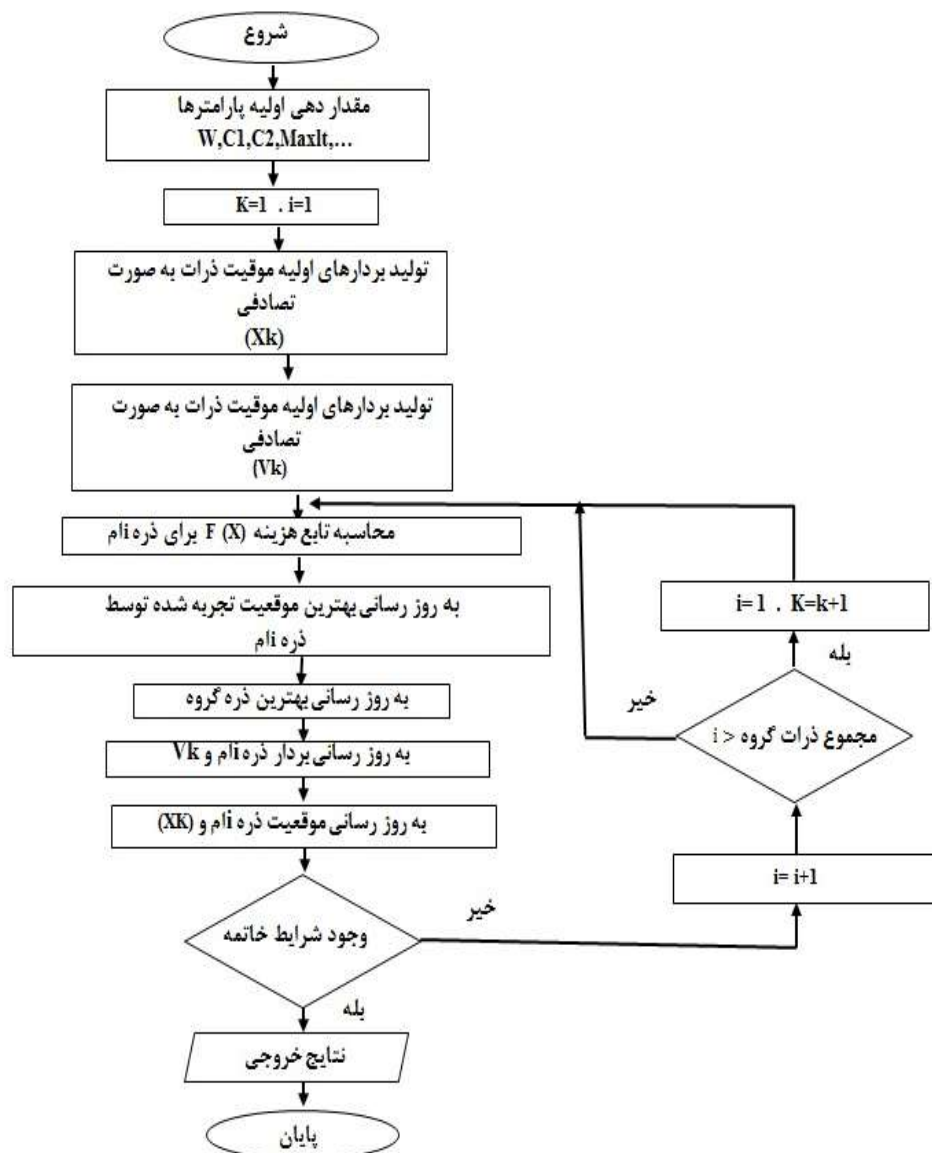 شروع
مقدار دهی اولیه پارامترها
W,C1,C2,MaxIt,…
K=1 . i=1
تولید بردارهای اولیه موقیت ذرات به صورت
تصادفی
(Xk)
تولید بردارهای اولیه موقیت ذرات به صورت
تصادفی
(Vk)
محاسبه تابع هزینه F (X) برای ذره iام
به روز رسانی بهترین موقعیت تجربه شده توسط
ذره iام
به روز رسانی بهترین ذره گروه
به روز رسانی بردار ذره iام و Vk
به روز رسانی موقعیت ذره iام و (XK)
وجود شرایط خاتمه
خیر
بله
نتایج خروجی
پایان
i= i+1
مجموع ذرات گروه < i
خیر
بله
i= 1 . K=k+1